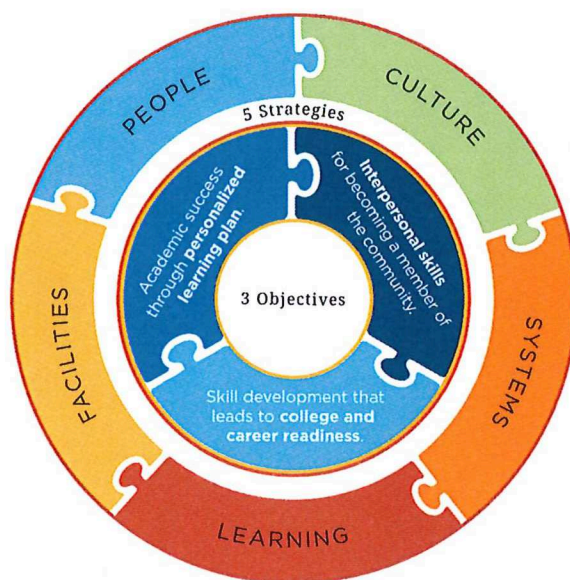 PEOPLE
CULTURE
5 Strategies
Academic success
through personalized
learning plan.
Interpersonal skills
for becoming a member of
the community.
3 Objectives
FACILITIES
SYSTEMS
Skill development that
leads to college and
career readiness.
LEARNING